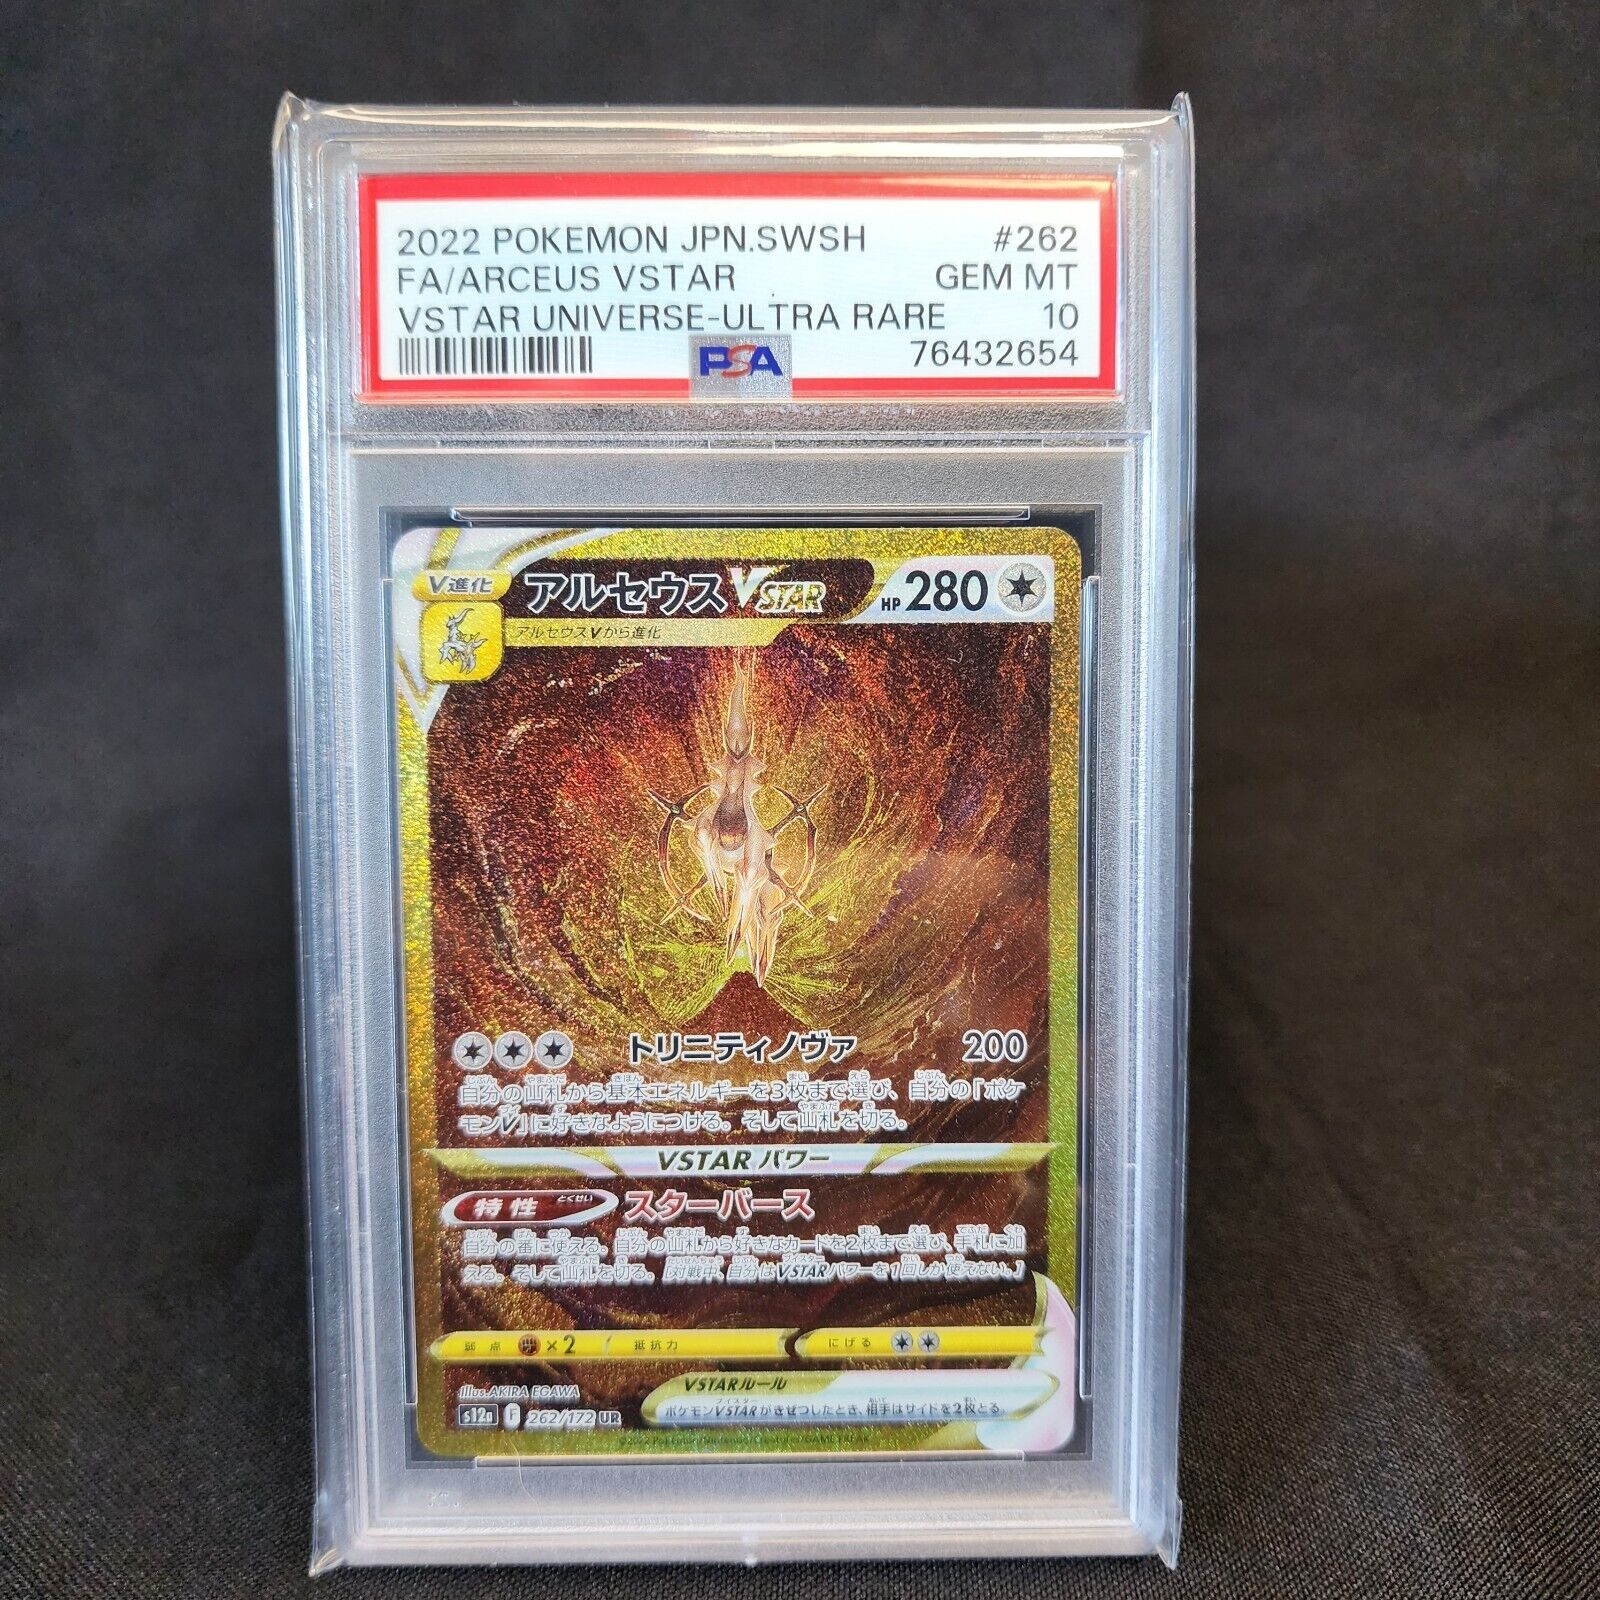 2022 POKEMON JPN.SWSH #262
FA/ARCEUS VSTAR GEM MT
VSTAR UNIVERSE-ULTRA RARE 10
PSA 76432654
V進化 アルセウス VSTAR HP 280
アルセウスVから進化
トリニティノヴァ 200
自分の山札から基本エネルギーを3枚まで選び、自分の「ポケ
モンV」に好きなようにつける。そして山札を切る。
VSTARパワー
特性 スターバース
自分の番に使える。自分の山札から好きなカードを2枚まで選び、手札に加
える。そして山札を切る。[対戦中、自分はVSTARパワーを1回しか使えない。]
弱点 ×2 抵抗力 にげる
Illus. AKIRA EGAWA
VSTARルール
ポケモンVSTARがきぜつしたとき、相手はサイドを2枚とる。
s12a F 262/172 UR
©2022 Pokémon/Nintendo/Creatures/GAME FREAK